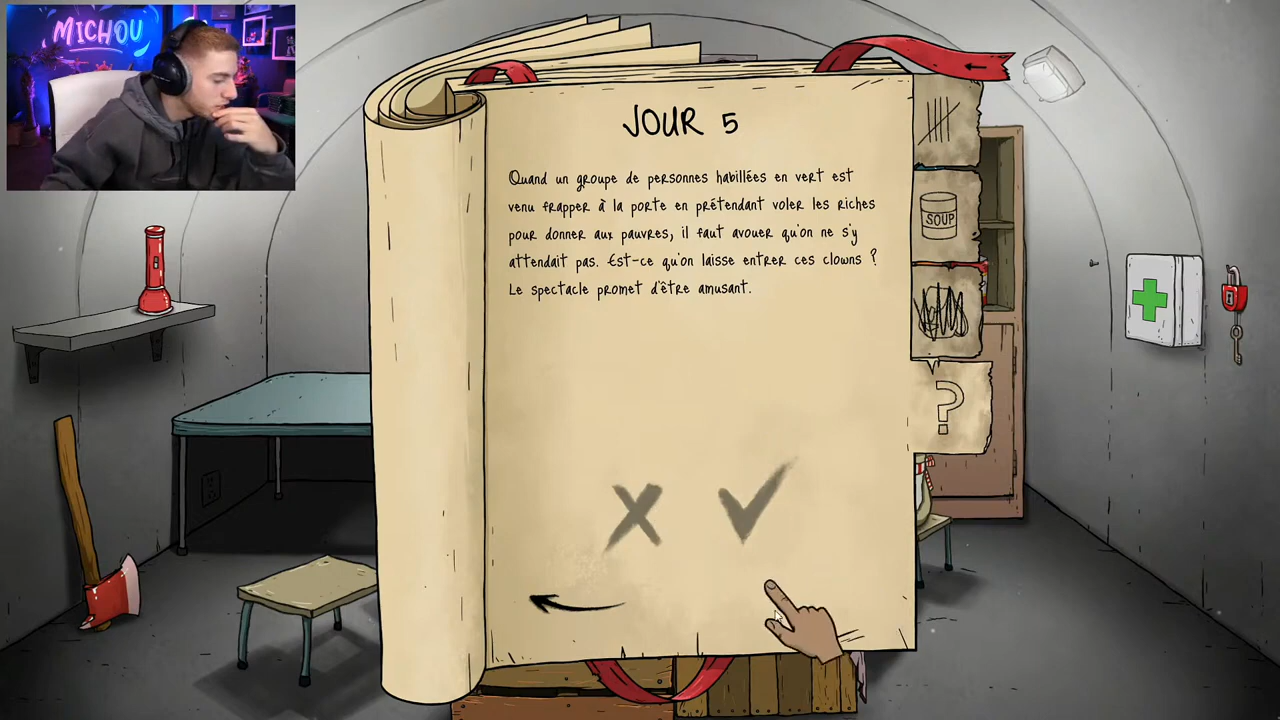 MICHOU
JOUR 5
Quand un groupe de personnes habillées en vert est
venu frapper à la porte en prétendant voler les riches
pour donner aux pauvres, il faut avouer qu'on ne s'y
attendait pas. Est-ce qu'on laisse entrer ces clowns ?
Le spectacle promet d'être amusant.
SOUP
?